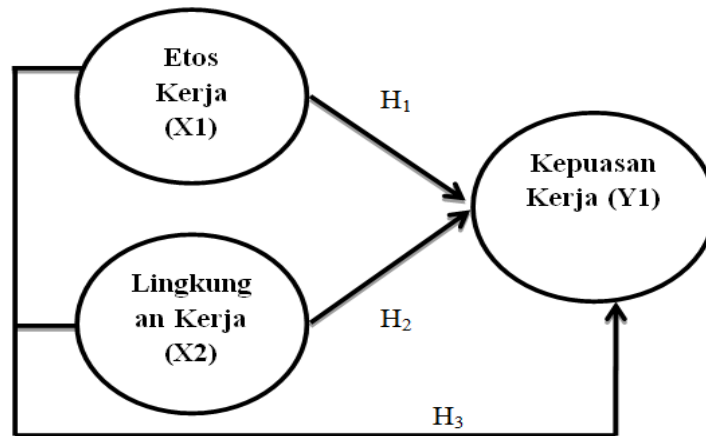 Etos
Kerja
(X1)
H1
Kepuasan
Kerja (Y1)
Lingkung
an Kerja
(X2)
H2
H3